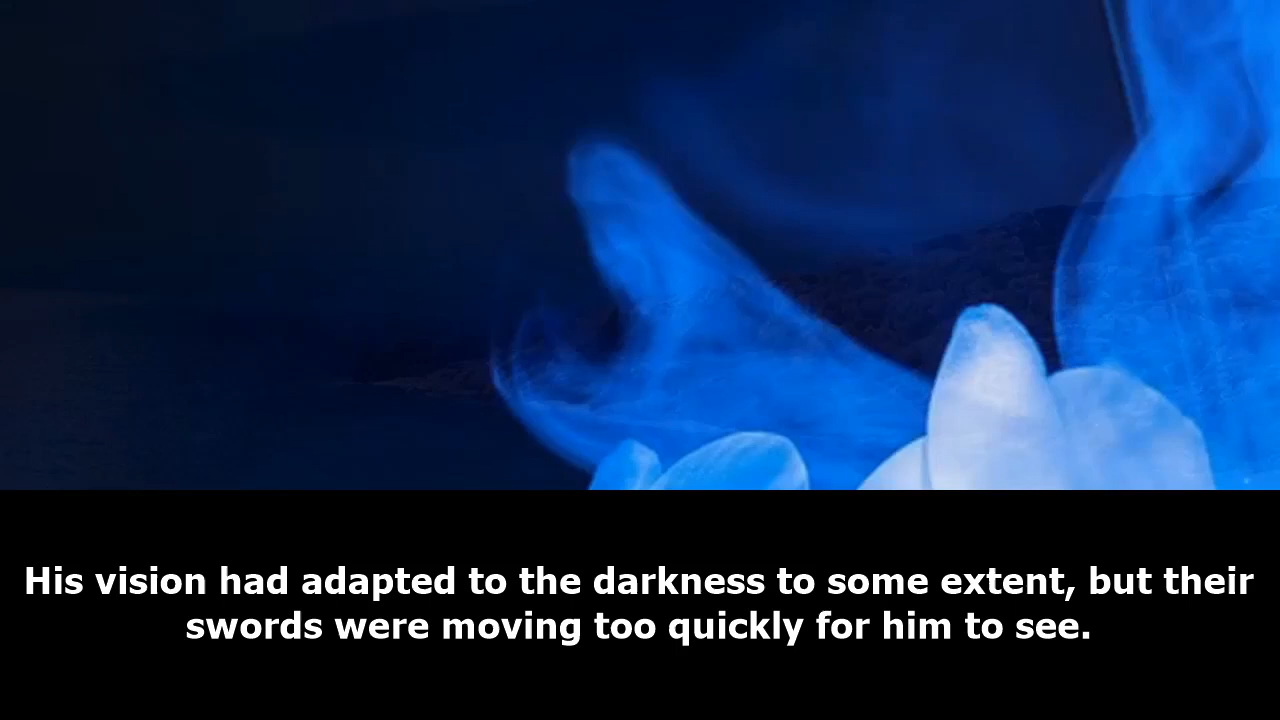 His vision had adapted to the darkness to some extent, but their
swords were moving too quickly for him to see.